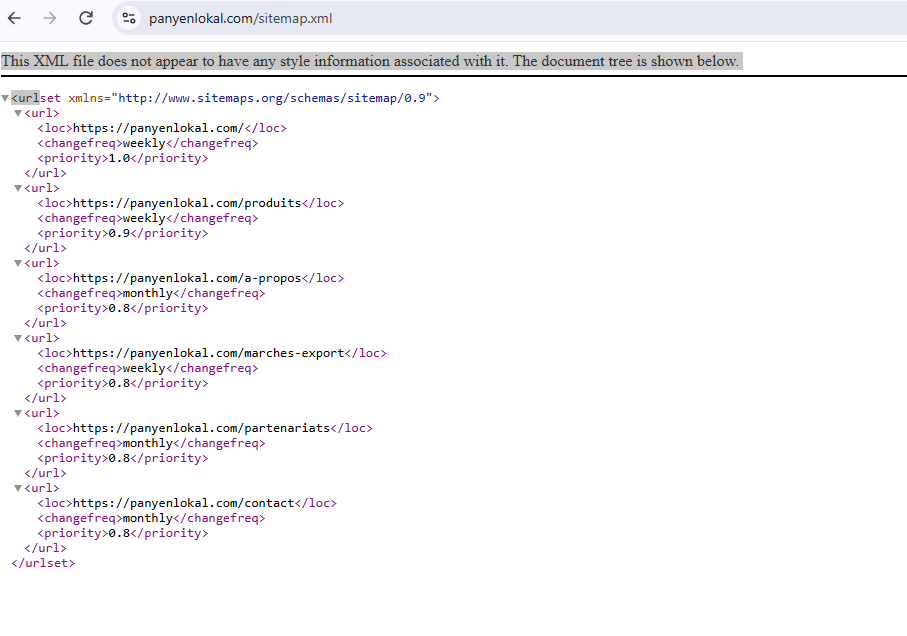 panyenlokal.com/sitemap.xml
This XML file does not appear to have any style information associated with it. The document tree is shown below.
<urlset xmlns="http://www.sitemaps.org/schemas/sitemap/0.9">
<url>
<loc>https://panyenlokal.com/</loc>
<changefreq>weekly</changefreq>
<priority>1.0</priority>
</url>
<url>
<loc>https://panyenlokal.com/produits</loc>
<changefreq>weekly</changefreq>
<priority>0.9</priority>
</url>
<url>
<loc>https://panyenlokal.com/a-propos</loc>
<changefreq>monthly</changefreq>
<priority>0.8</priority>
</url>
<url>
<loc>https://panyenlokal.com/marches-export</loc>
<changefreq>weekly</changefreq>
<priority>0.8</priority>
</url>
<url>
<loc>https://panyenlokal.com/partenariats</loc>
<changefreq>monthly</changefreq>
<priority>0.8</priority>
</url>
<url>
<loc>https://panyenlokal.com/contact</loc>
<changefreq>monthly</changefreq>
<priority>0.8</priority>
</url>
</urlset>